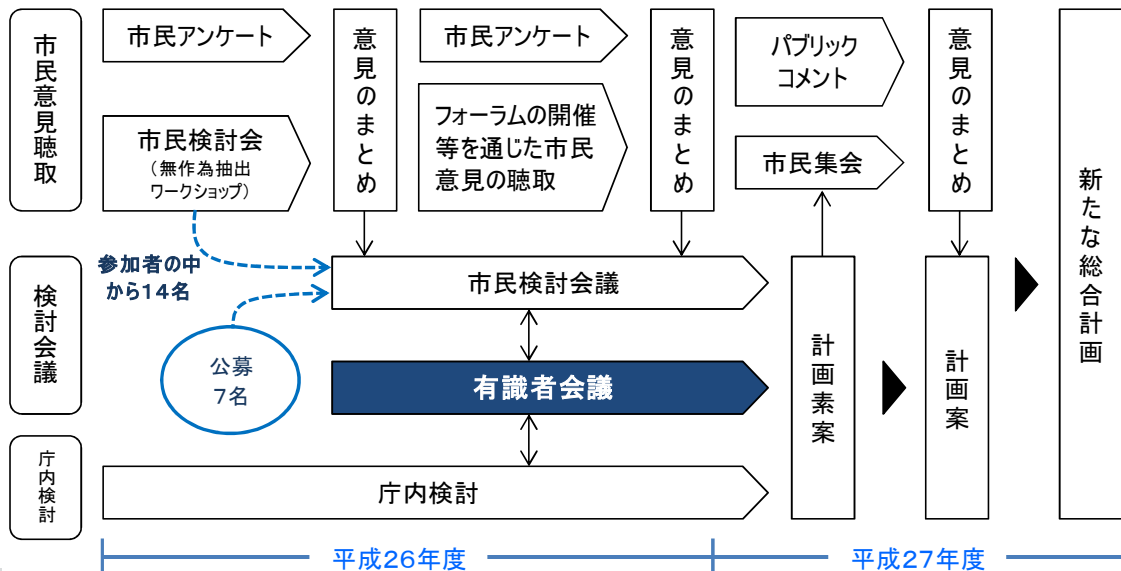 市民意見聴取
市民アンケート
市民検討会
（無作為抽出
ワークショップ）
意見のまとめ
市民アンケート
フォーラムの開催
等を通じた市民
意見の聴取
意見のまとめ
パブリック
コメント
市民集会
意見のまとめ
新たな総合計画
検討会議
参加者の中
から１４名
公募
７名
市民検討会議
有識者会議
計画素案
計画案
庁内検討
庁内検討
平成２６年度
平成２７年度